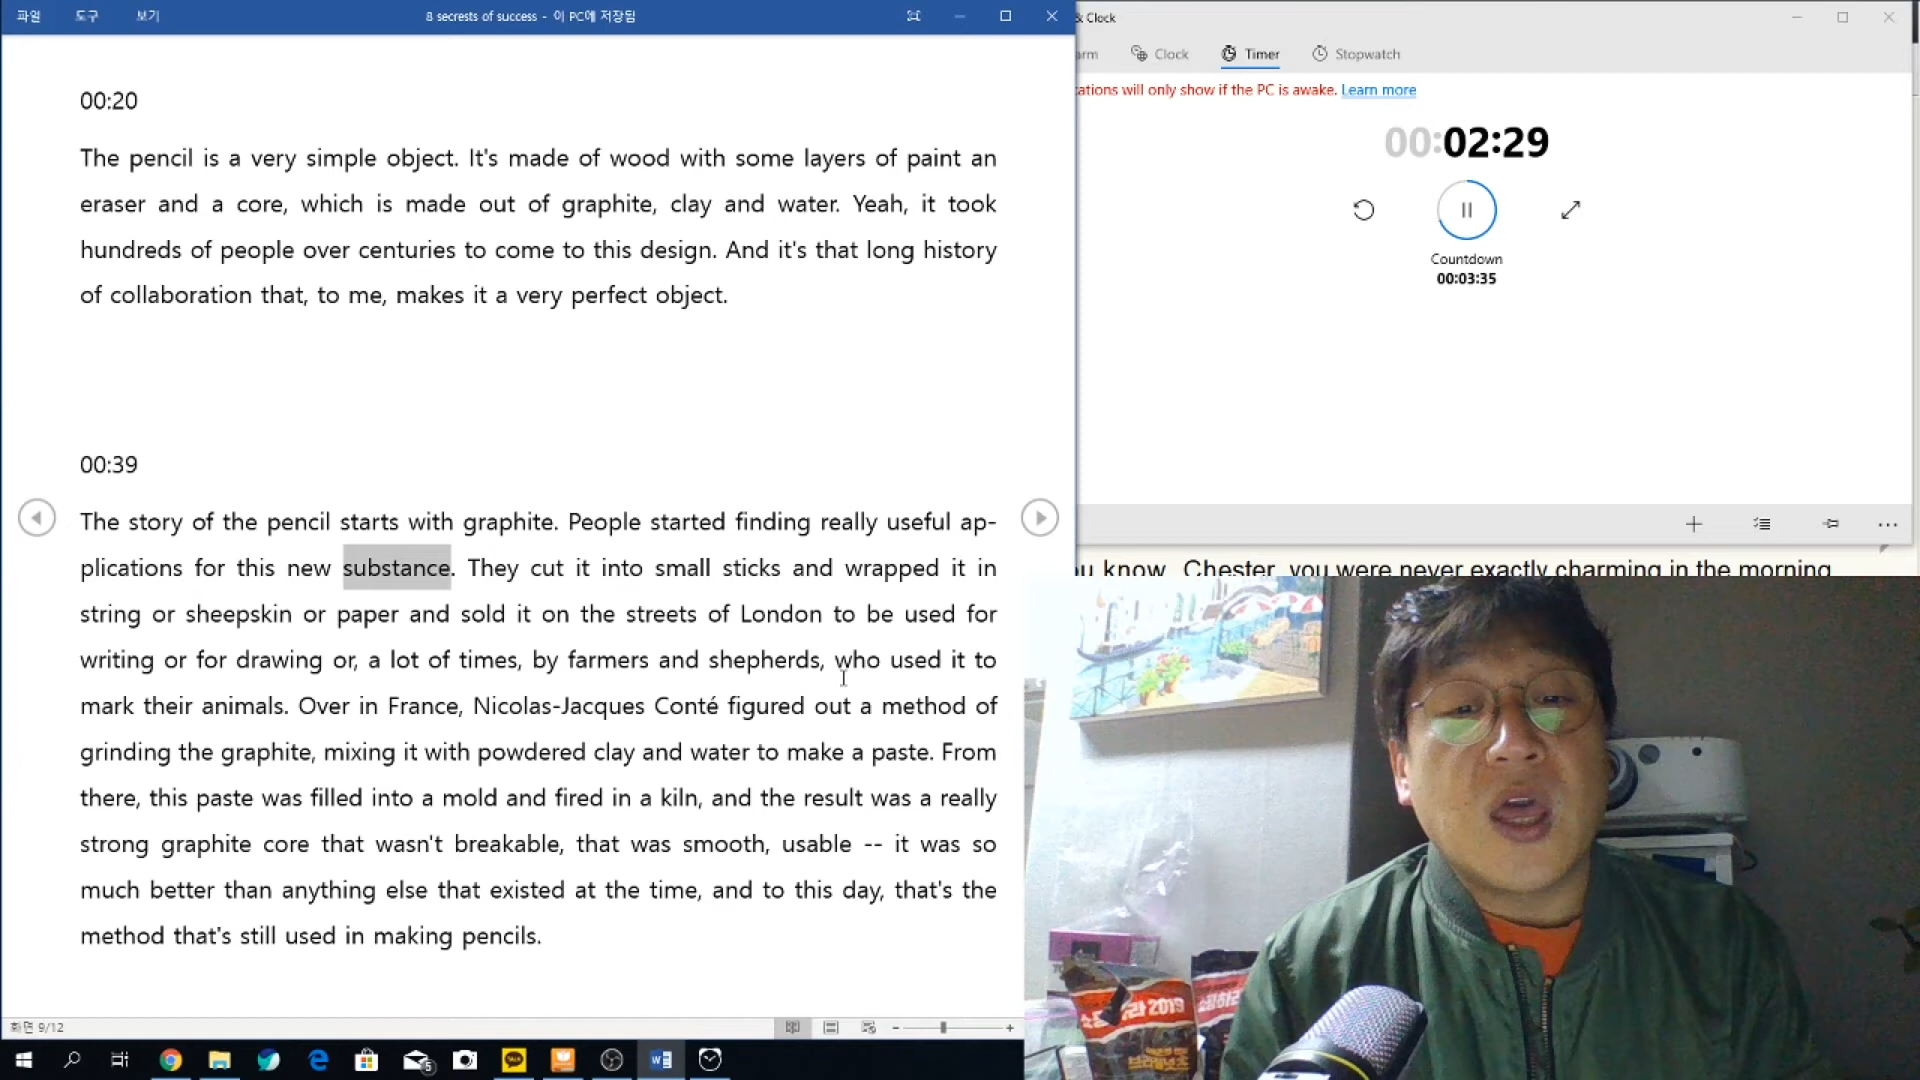 파일 도구 보기 8 secrests of success - 이 PC에 저장됨
00:20
The pencil is a very simple object. It's made of wood with some layers of paint an
eraser and a core, which is made out of graphite, clay and water. Yeah, it took
hundreds of people over centuries to come to this design. And it's that long history
of collaboration that, to me, makes it a very perfect object.
00:39
The story of the pencil starts with graphite. People started finding really useful ap-
plications for this new substance. They cut it into small sticks and wrapped it in
string or sheepskin or paper and sold it on the streets of London to be used for
writing or for drawing or, a lot of times, by farmers and shepherds, who used it to
mark their animals. Over in France, Nicolas-Jacques Conté figured out a method of
grinding the graphite, mixing it with powdered clay and water to make a paste. From
there, this paste was filled into a mold and fired in a kiln, and the result was a really
strong graphite core that wasn't breakable, that was smooth, usable -- it was so
much better than anything else that existed at the time, and to this day, that's the
method that's still used in making pencils.
화면 9/12
& Clock
arm Clock Timer Stopwatch
ations will only show if the PC is awake. Learn more
00:02:29
Countdown
00:03:35
u know, Chester, you were never exactly charming in the morning
2019
5